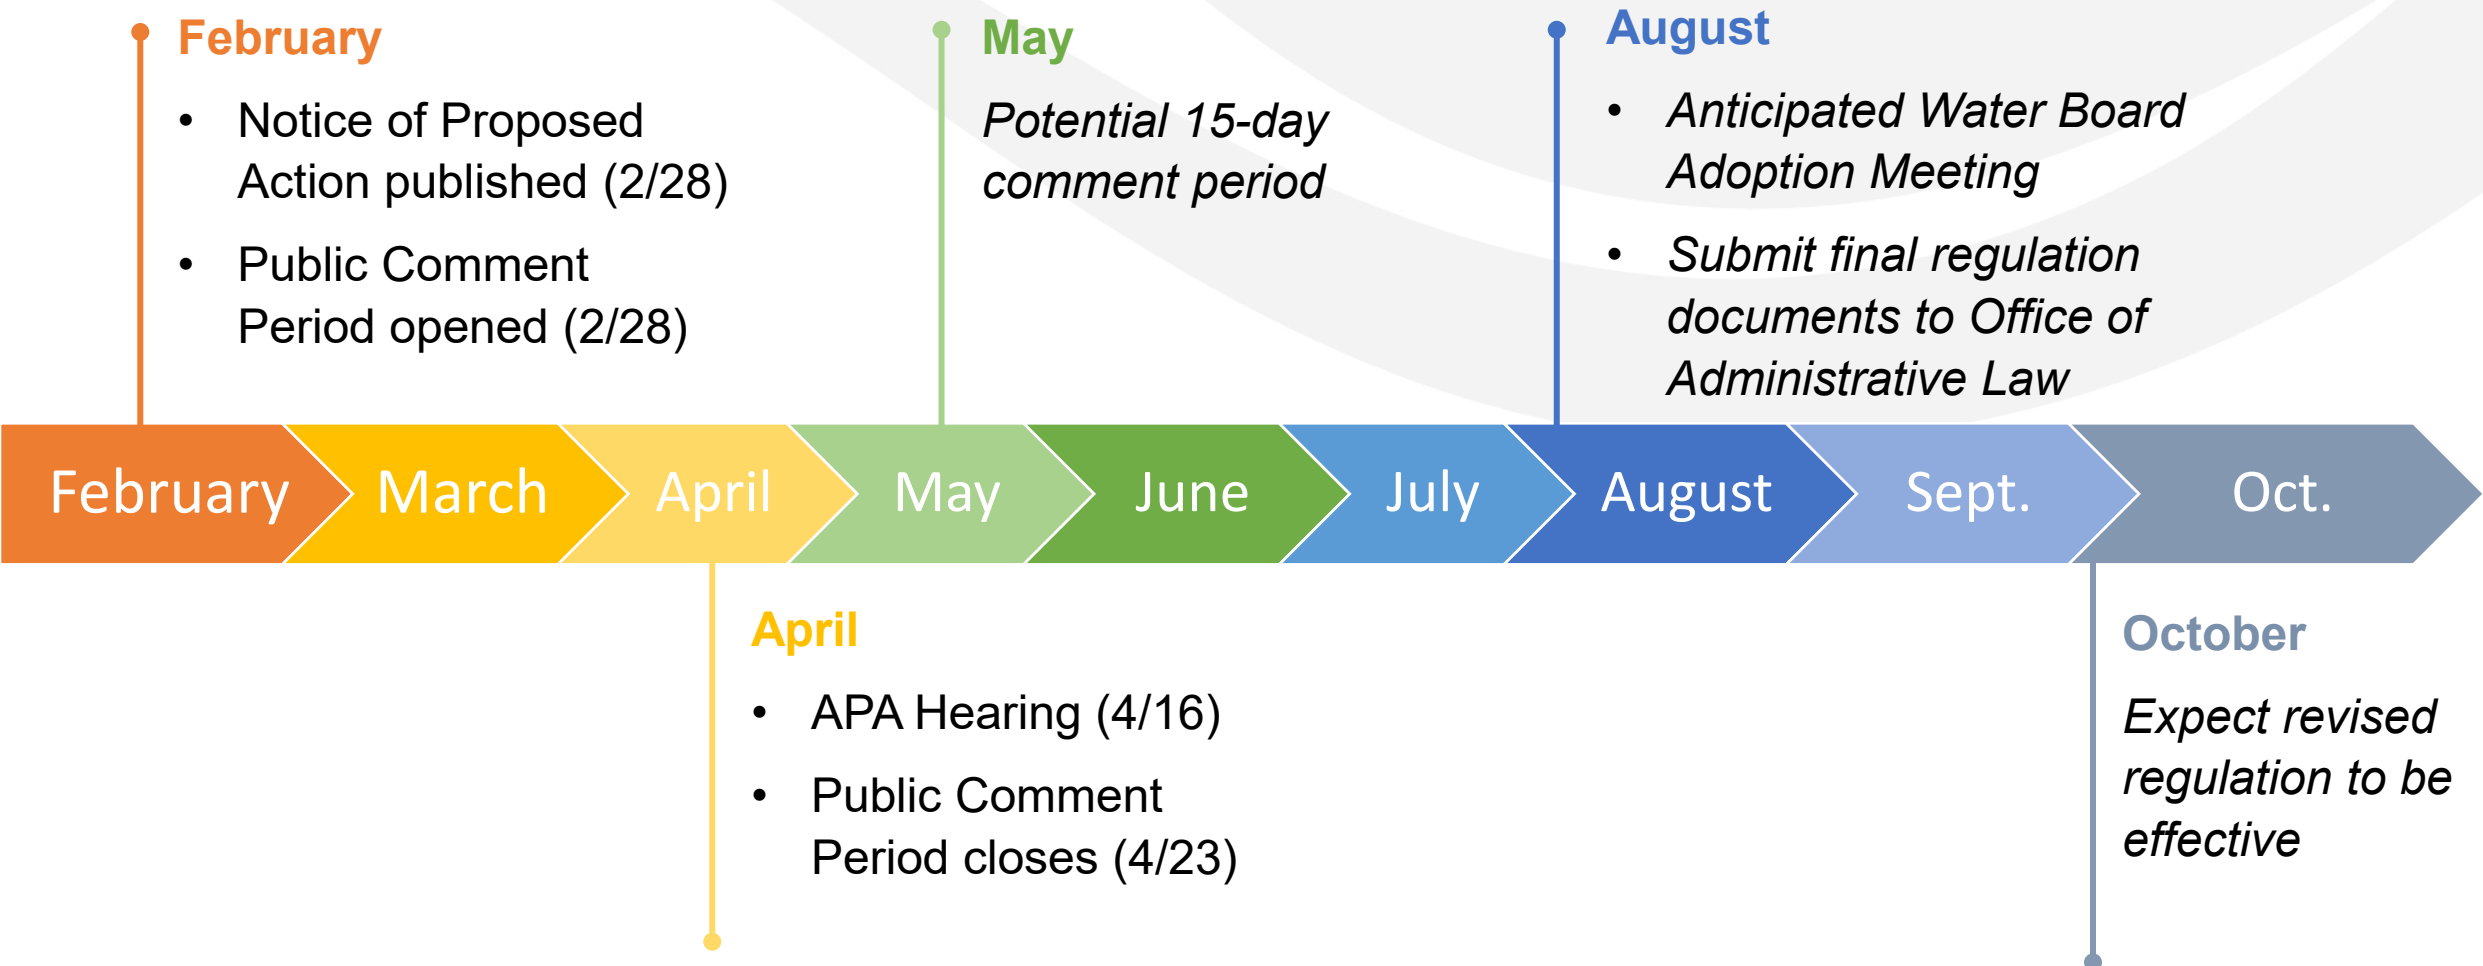 February
• Notice of Proposed
Action published (2/28)
• Public Comment
Period opened (2/28)
May
Potential 15-day
comment period
August
• Anticipated Water Board
Adoption Meeting
• Submit final regulation
documents to Office of
Administrative Law
February March April May June July August Sept. Oct.
April
• APA Hearing (4/16)
• Public Comment
Period closes (4/23)
October
Expect revised
regulation to be
effective